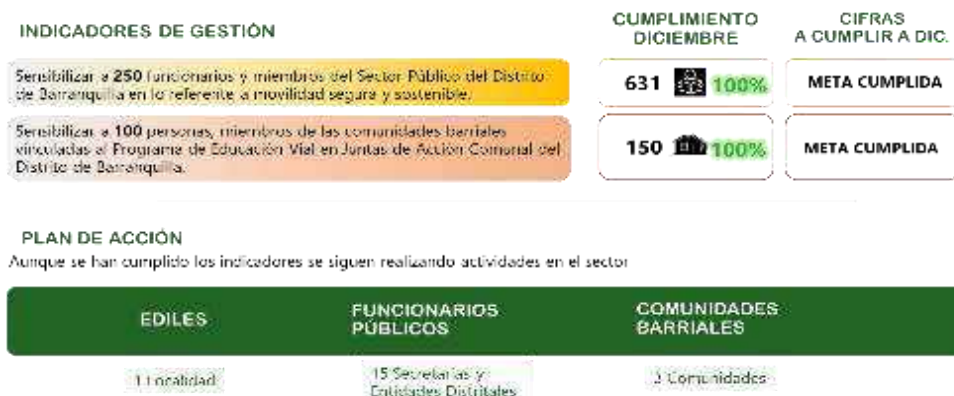 INDICADORES DE GESTIÓN
CUMPLIMIENTO
DICIEMBRE
CIFRAS
A CUMPLIR A DIC.
Sensibilizar a 250 funcionarios y miembros del Sector Público del Distrito
de Barranquilla en lo referente a movilidad segura y sostenible.
631 100%
META CUMPLIDA
Sensibilizar a 100 personas, miembros de las comunidades barriales
vinculadas al Programa de Educación Vial en Juntas de Acción Comunal del
Distrito de Barranquilla.
150 100%
META CUMPLIDA
PLAN DE ACCIÓN
Aunque se han cumplido los indicadores se siguen realizando actividades en el sector
EDILES
FUNCIONARIOS
PÚBLICOS
COMUNIDADES
BARRIALES
1 Localidad
15 Secretarías y
Entidades Distritales
Comunidades